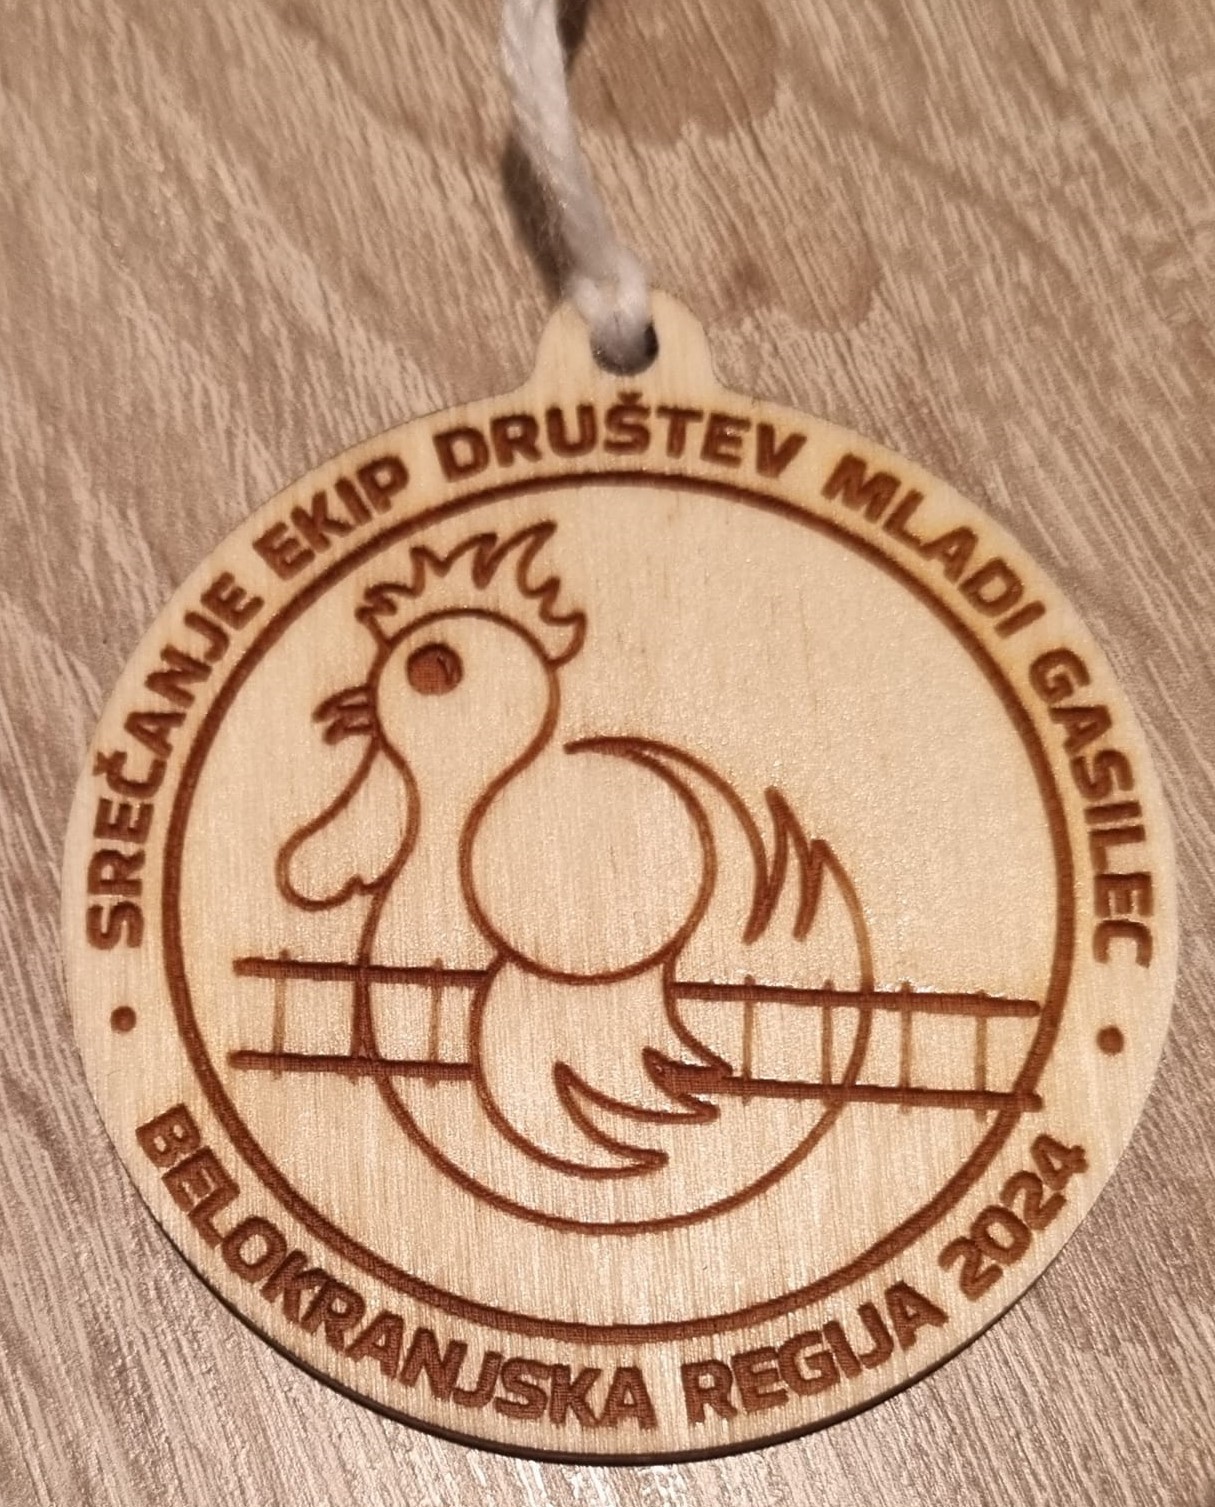 SREČANJE EKIP DRUŠTEV MLADI GASILEC
BELOKRANJSKA REGIJA 2024